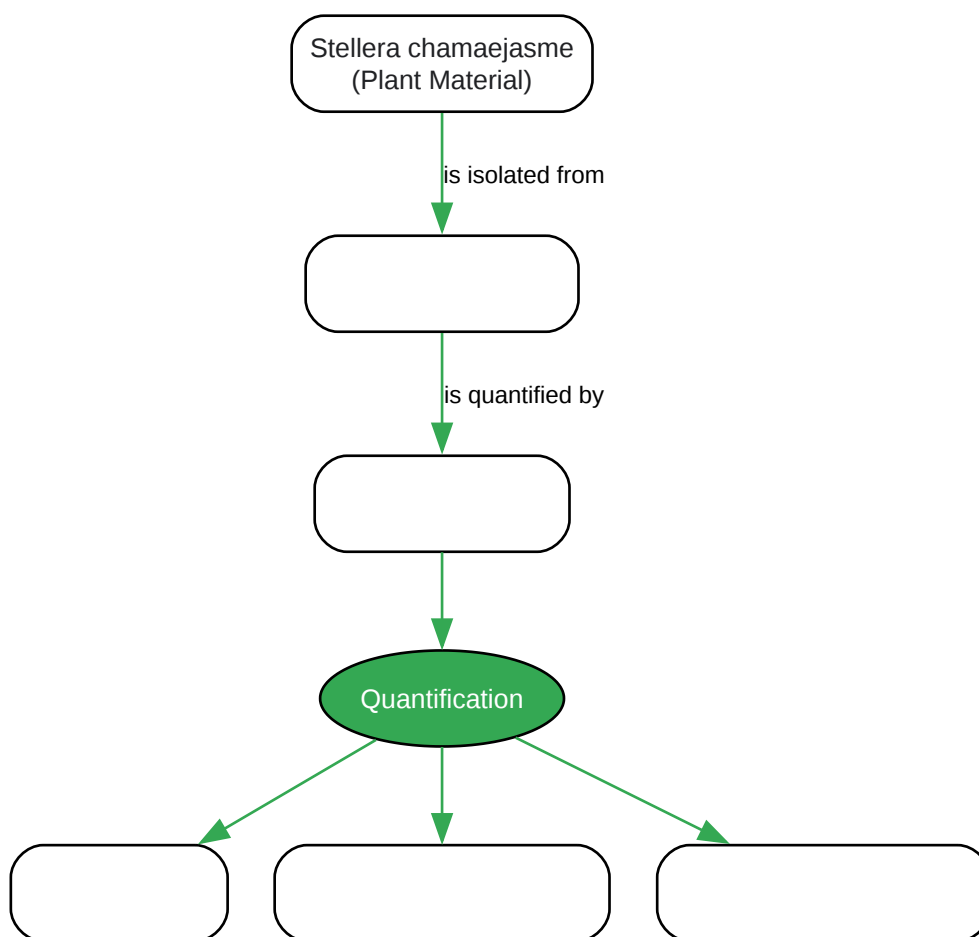 Stellera chamaejasme
(Plant Material)
is isolated from
is quantified by
Quantification